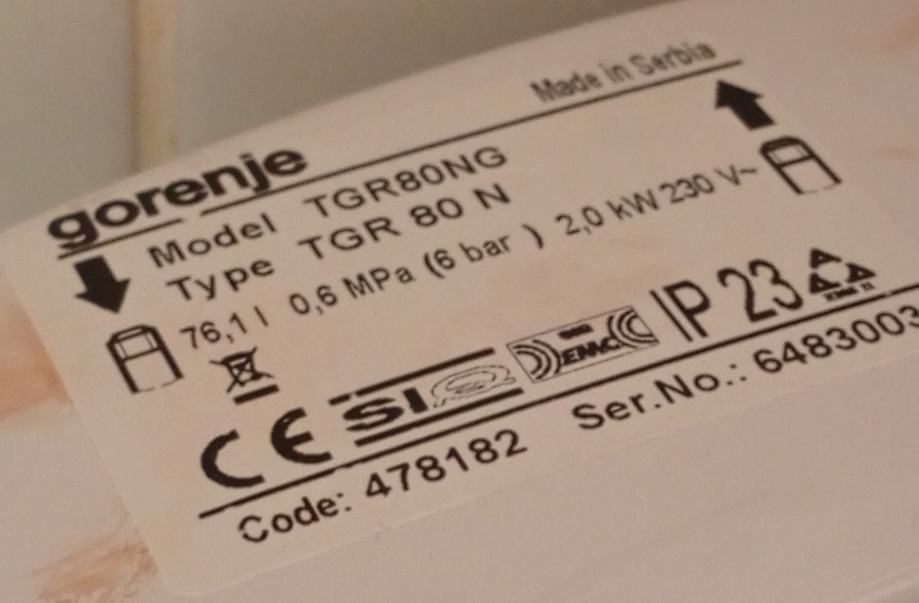 Made in Serbia
gorenje
Model TGR80NG
Type TGR 80 N
76,1 l 0,6 MPa (6 bar ) 2,0 kW 230 V~
CE SI EMC IP 23
Code: 478182 Ser.No.: 6483003